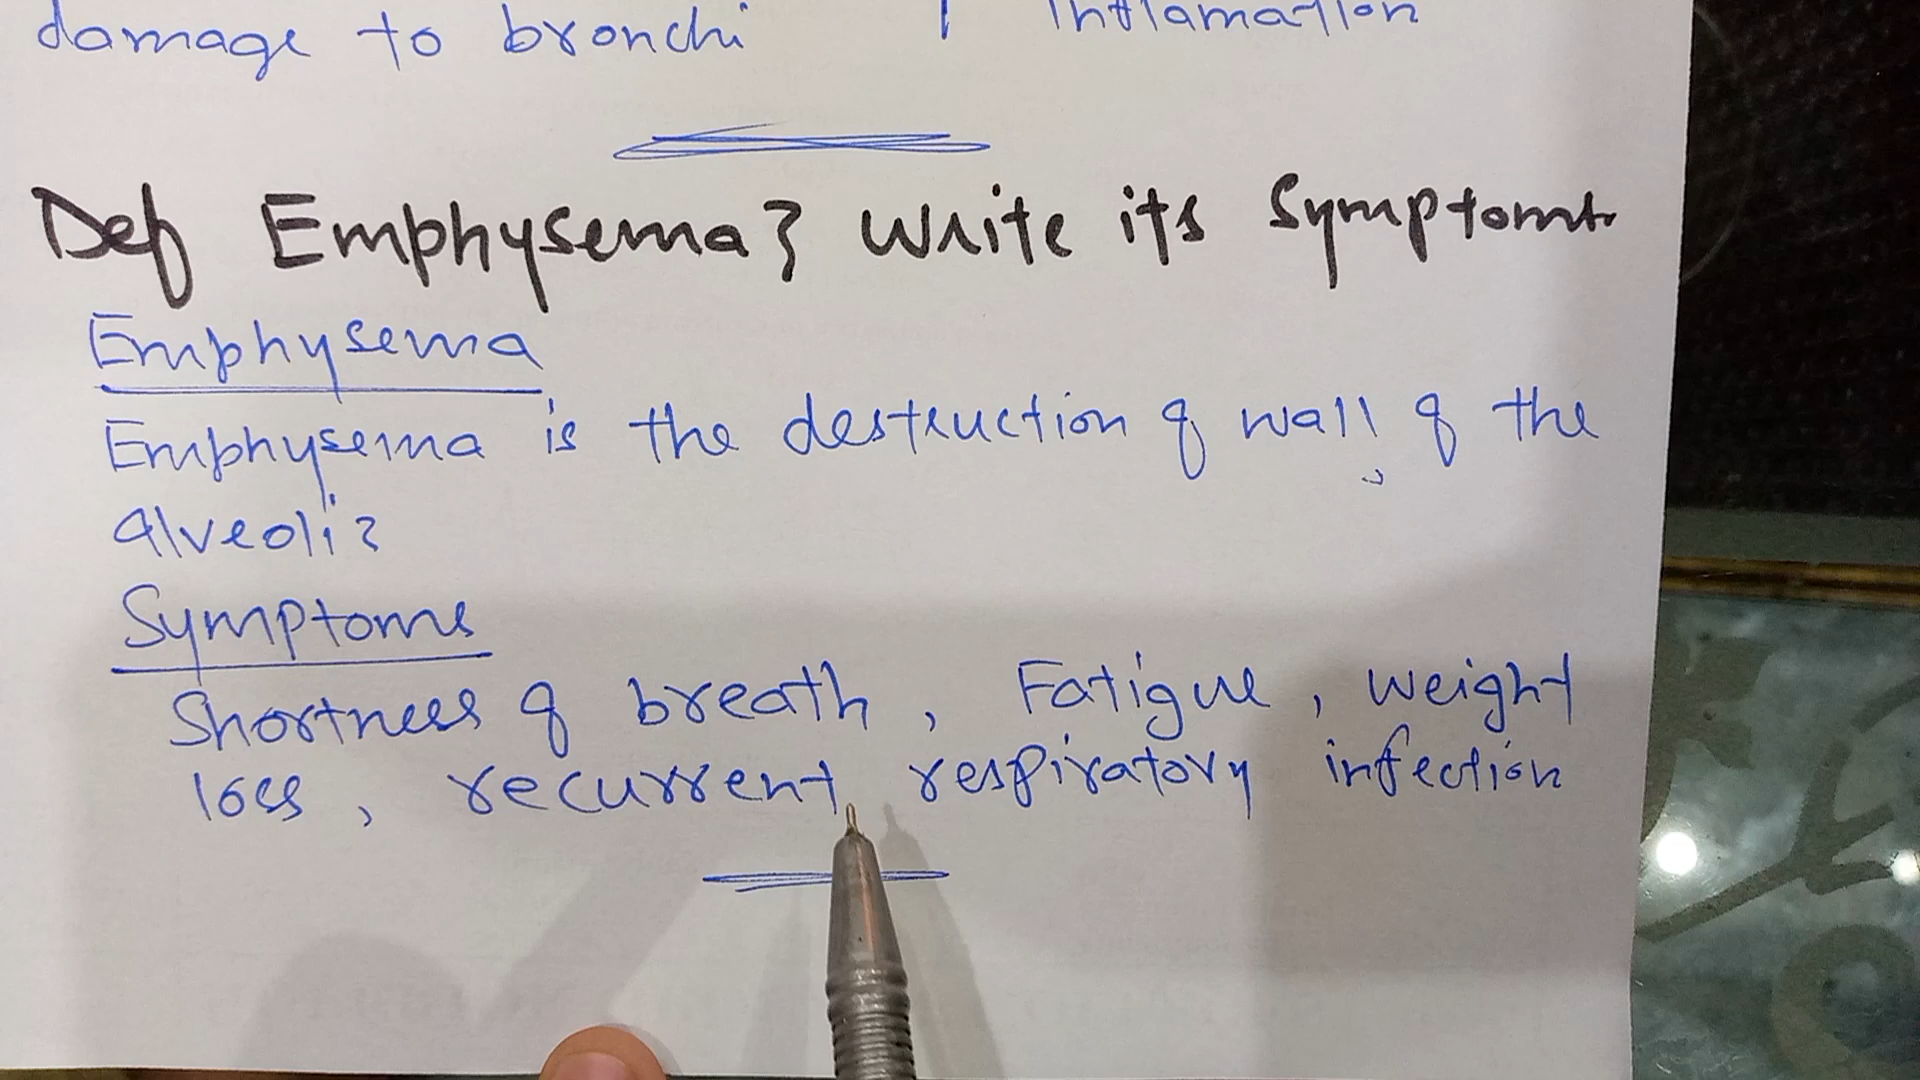 damage to bronchi | Inflamation
Def Emphysema? Write its Symptoms
Emphysema
Emphysema is the destruction of wall of the
alveoli?
Symptoms
Shortness of breath, Fatigue, weight
loss, recurrent respiratory infection